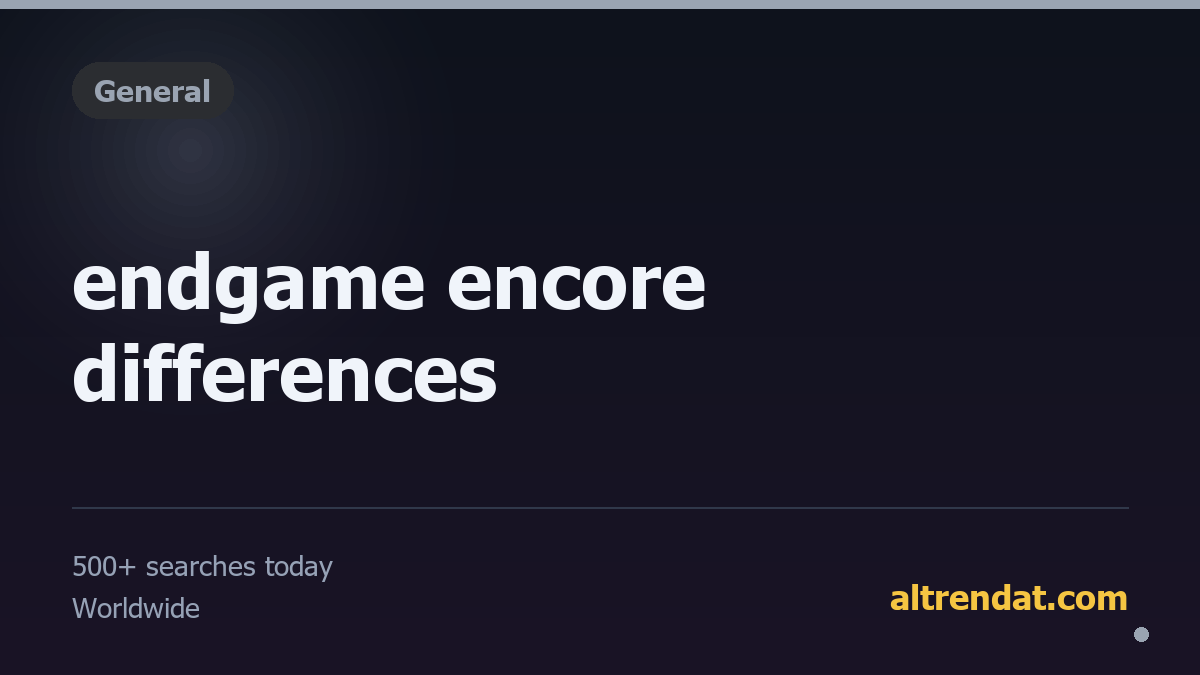 General
endgame encore
differences
500+ searches today
Worldwide
altrendat.com